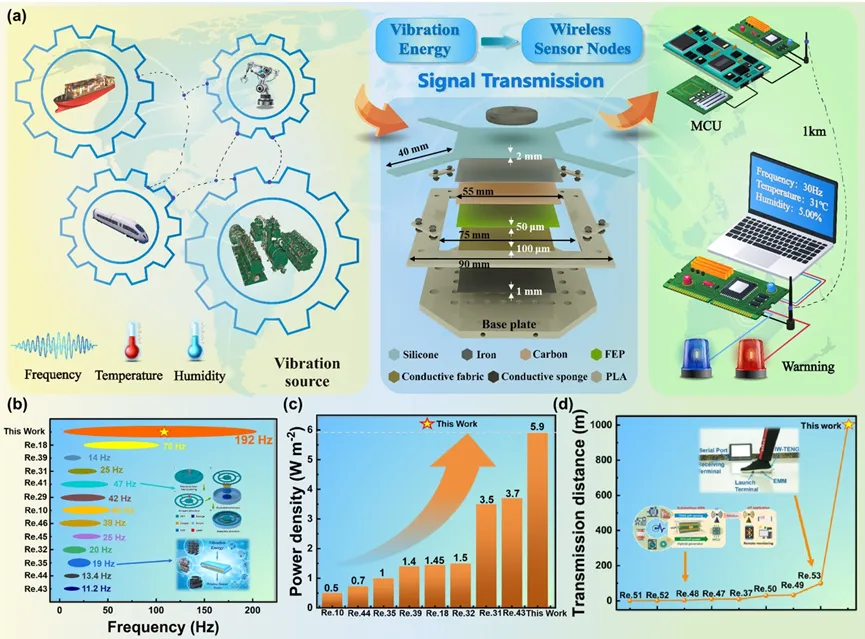 (a)
Vibration
Energy
Wireless
Sensor Nodes
Signal Transmission
40 mm
2 mm
55 mm
50 μm
75 mm
100 μm
90 mm
1 mm
Base plate
Silicone
Iron
Carbon
FEP
Conductive fabric
Conductive sponge
PLA
Frequency
Temperature
Humidity
Vibration
source
MCU
1km
Frequency: 30Hz
Temperature: 31℃
Humidity: 5.00%
Warnning
(b)
This Work
192 Hz
Re.18
70 Hz
Re.39
14 Hz
Re.31
25 Hz
Re.41
47 Hz
Re.29
42 Hz
Re.10
Re.46
39 Hz
Re.45
25 Hz
Re.32
20 Hz
Re.35
19 Hz
Re.44
13.4 Hz
Re.43
11.2 Hz
Vibration
Energy
0 50 100 150 200
Frequency (Hz)
(c)
Power density (W m⁻²)
6
5
4
3
2
1
0
This Work
0.5 0.7 1 1.4 1.45 1.5 3.5 3.7 5.9
Re.10 Re.44 Re.35 Re.39 Re.18 Re.32 Re.31 Re.43 This Work
(d)
Transmission distance (m)
1000
800
600
400
200
0
This work
Serial Port
Receiving
Terminal
Launch
Terminal
EMM
Re.51 Re.52 Re.48 Re.47 Re.37 Re.50 Re.49 Re.53